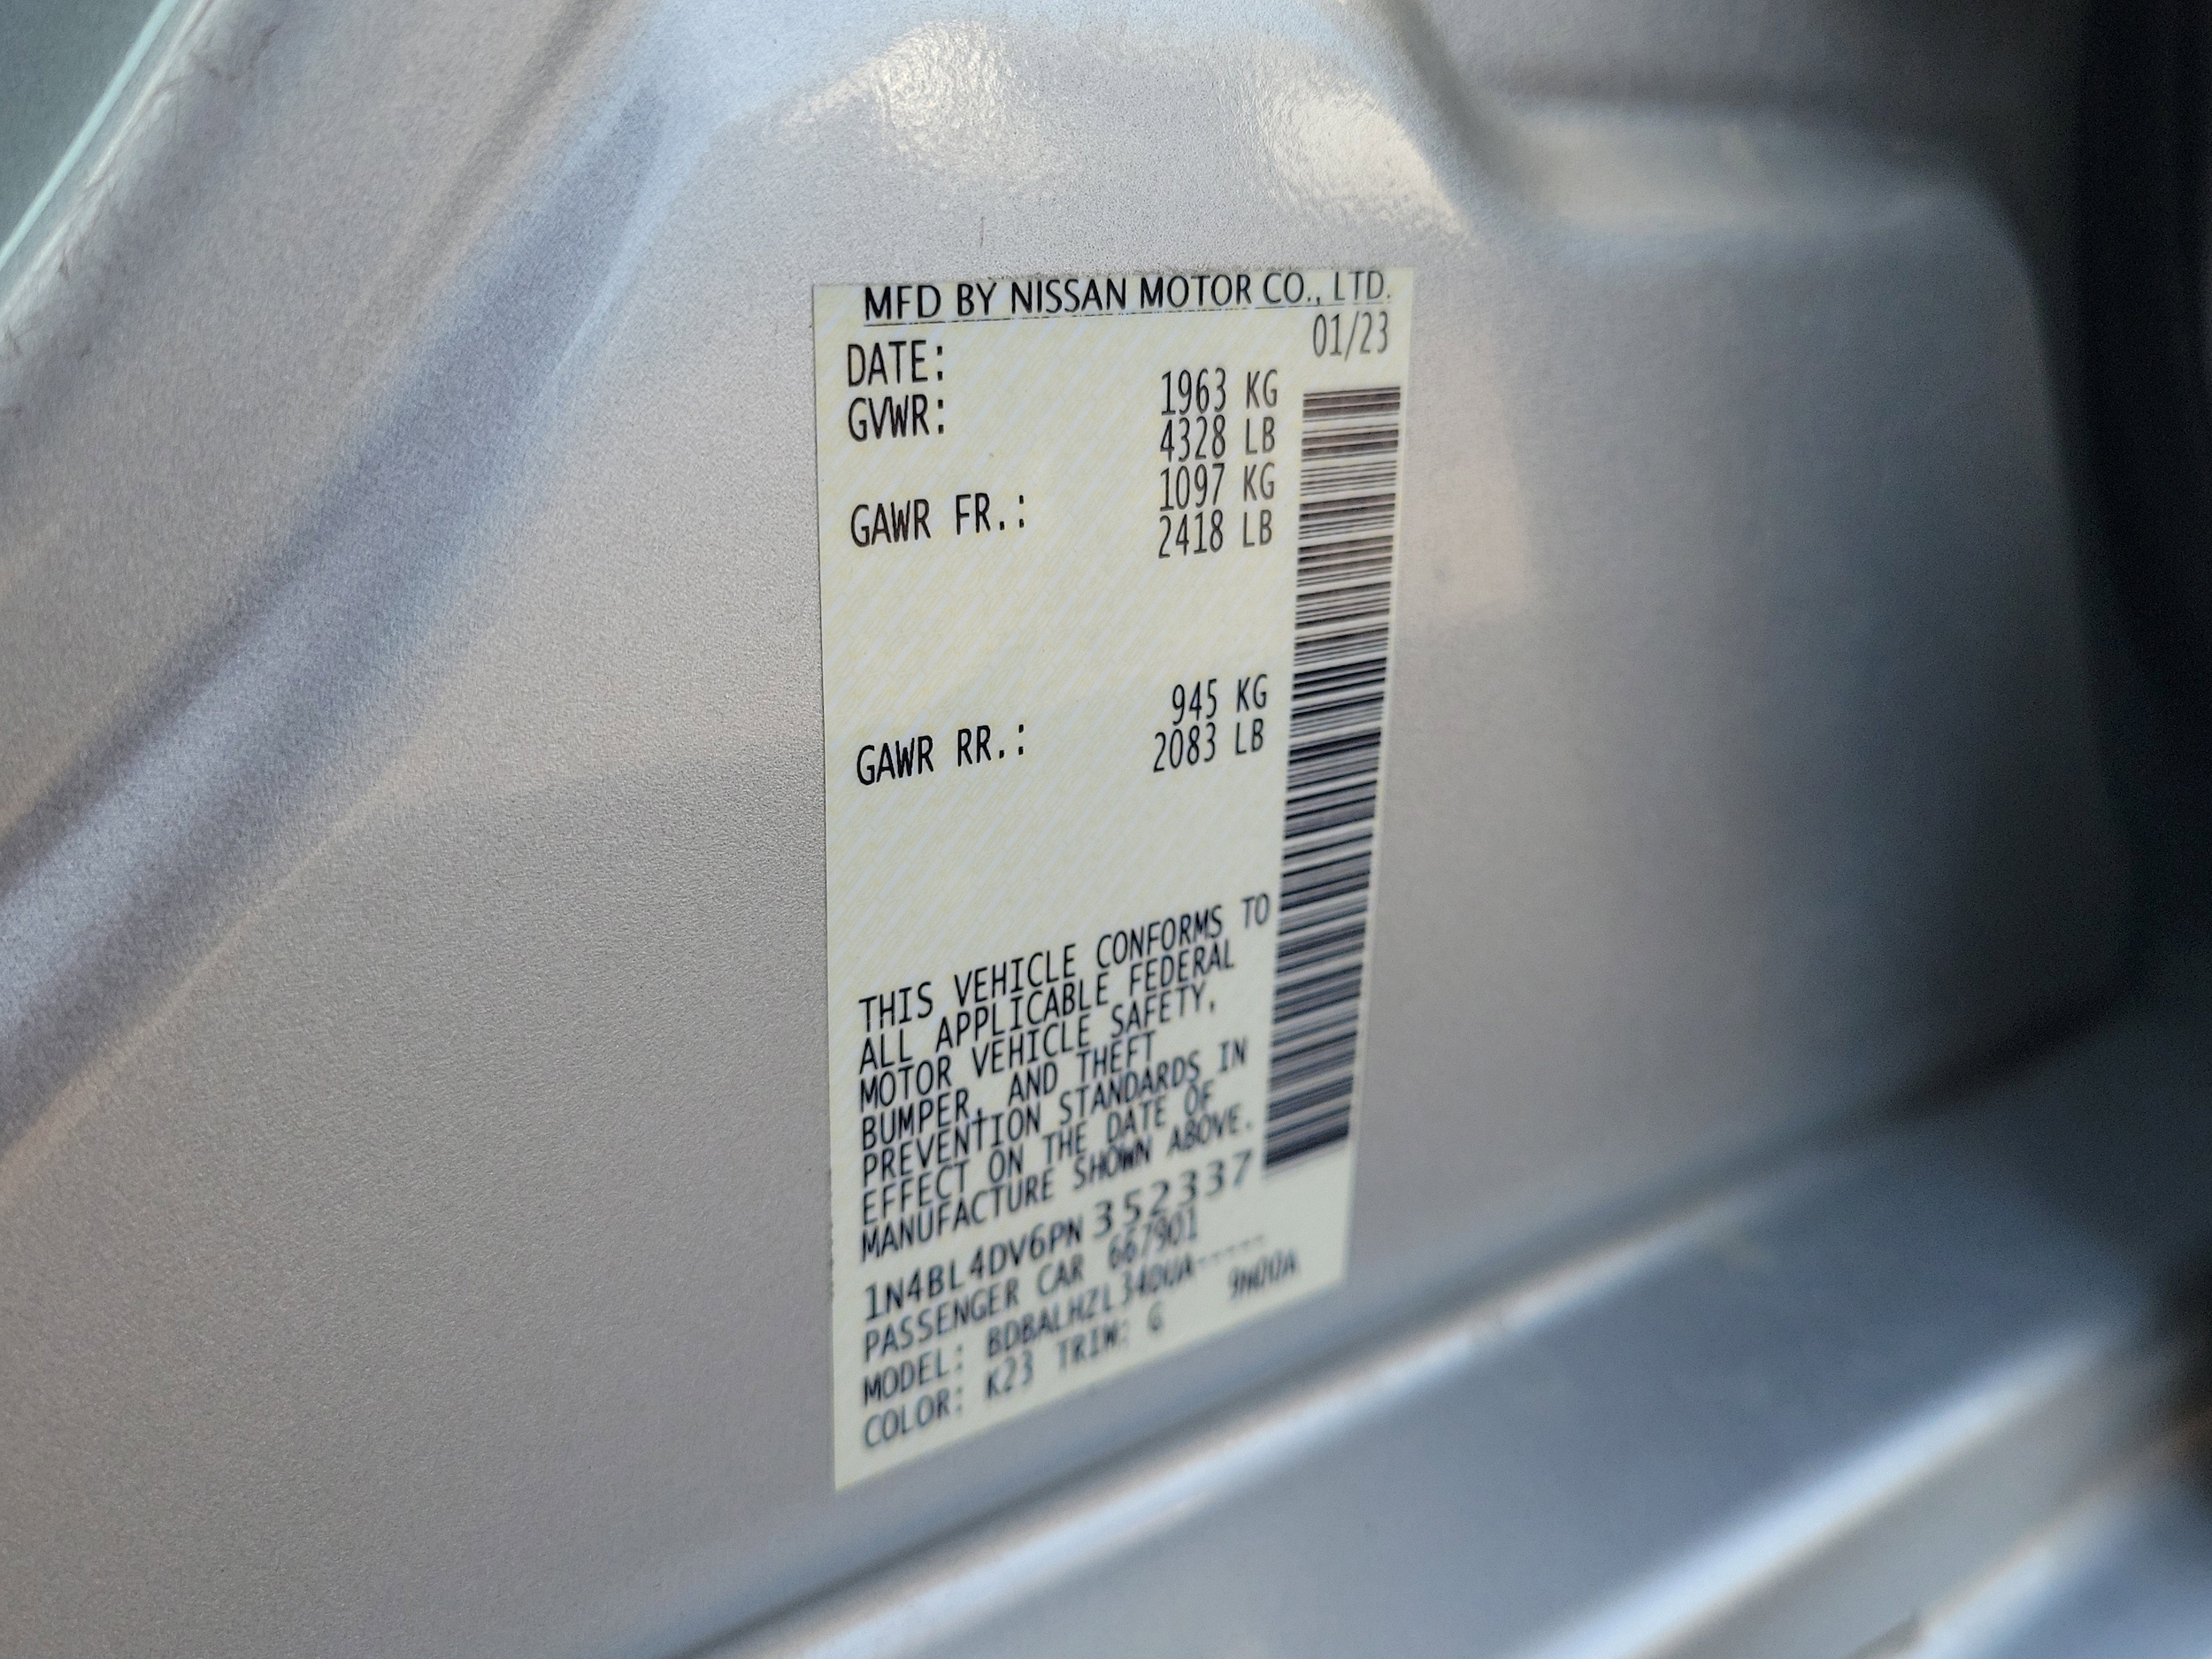 MFD BY NISSAN MOTOR CO., LTD.
DATE: 01/23
GVWR: 1963 KG
4328 LB
GAWR FR.: 1097 KG
2418 LB
GAWR RR.: 945 KG
2083 LB
THIS VEHICLE CONFORMS TO
ALL APPLICABLE FEDERAL
MOTOR VEHICLE SAFETY,
BUMPER, AND THEFT
PREVENTION STANDARDS IN
EFFECT ON THE DATE OF
MANUFACTURE SHOWN ABOVE.
1N4BL4DV6PN352337
PASSENGER CAR 667901
MODEL:
COLOR: K23 TRIM: G